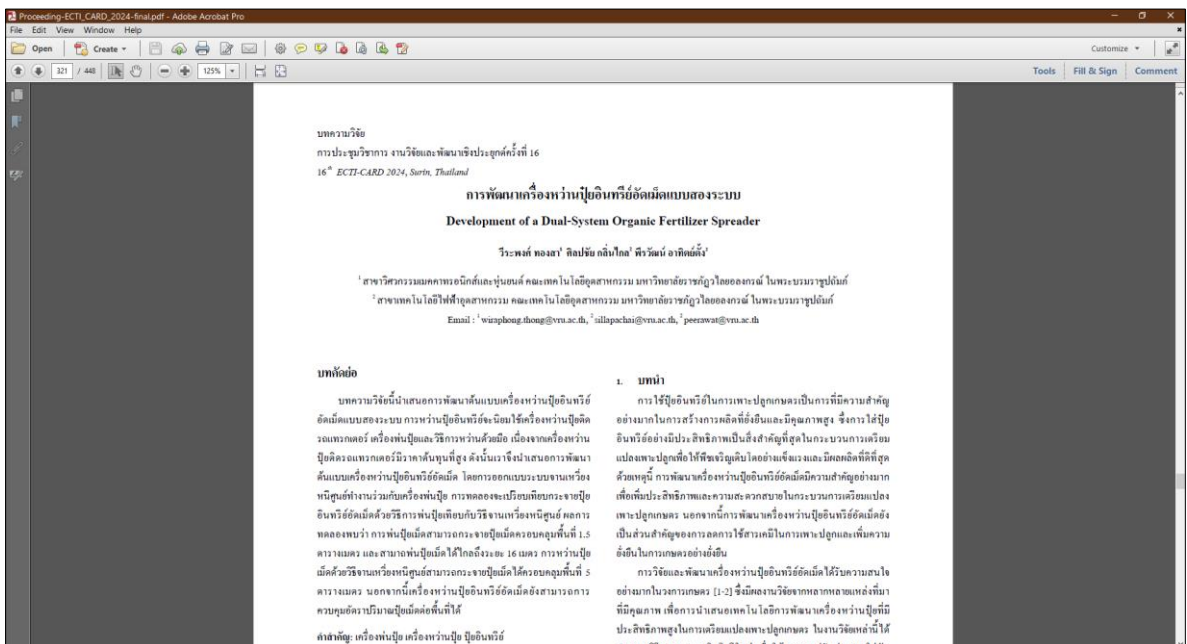 Proceeding-ECTI_CARD_2024-final.pdf - Adobe Acrobat Pro
File Edit View Window Help
Open Create Customize
321 / 448 125% Tools Fill & Sign Comment
บทความวิจัย
การประชุมวิชาการ งานวิจัยและพัฒนาเชิงประยุกต์ครั้งที่ 16
16th ECTI-CARD 2024, Surin, Thailand
การพัฒนาเครื่องหว่านปุ๋ยอินทรีย์อัดเม็ดแบบสองระบบ
Development of a Dual-System Organic Fertilizer Spreader
วีระพงศ์ ทองสา¹ ศิลปชัย กลิ่นไกล² พีรวัฒน์ อาทิตย์ตั้ง²
¹ สาขาวิศวกรรมเมคคาทรอนิกส์และหุ่นยนต์ คณะเทคโนโลยีอุตสาหกรรม มหาวิทยาลัยราชภัฏวไลยอลงกรณ์ ในพระบรมราชูปถัมภ์
² สาขาเทคโนโลยีไฟฟ้าอุตสาหกรรม คณะเทคโนโลยีอุตสาหกรรม มหาวิทยาลัยราชภัฏวไลยอลงกรณ์ ในพระบรมราชูปถัมภ์
Email : ¹wiraphong.thong@vru.ac.th, ²sillapachai@vru.ac.th, ²peerawat@vru.ac.th
บทคัดย่อ
บทความวิจัยนี้นำเสนอการพัฒนาต้นแบบเครื่องหว่านปุ๋ยอินทรีย์
อัดเม็ดแบบสองระบบ การหว่านปุ๋ยอินทรีย์จะนิยมใช้เครื่องหว่านปุ๋ยติด
รถแทรกเตอร์ เครื่องพ่นปุ๋ยและวิธีการหว่านด้วยมือ เนื่องจากเครื่องหว่าน
ปุ๋ยติดรถแทรกเตอร์มีราคาต้นทุนที่สูง ดังนั้นเราจึงนำเสนอการพัฒนา
ต้นแบบเครื่องหว่านปุ๋ยอินทรีย์อัดเม็ด โดยการออกแบบระบบจานเหวี่ยง
หนีศูนย์ทำงานร่วมกับเครื่องพ่นปุ๋ย การทดลองจะเปรียบเทียบกระจายปุ๋ย
อินทรีย์อัดเม็ดด้วยวิธีการพ่นปุ๋ยเทียบกับวิธีจานเหวี่ยงหนีศูนย์ ผลการ
ทดลองพบว่า การพ่นปุ๋ยเม็ดสามารถกระจายปุ๋ยเม็ดครอบคลุมพื้นที่ 1.5
ตารางเมตร และสามารถพ่นปุ๋ยเม็ดได้ไกลถึงระยะ 16 เมตร การหว่านปุ๋ย
เม็ดด้วยวิธีจานเหวี่ยงหนีศูนย์สามารถกระจายปุ๋ยเม็ดได้ครอบคลุมพื้นที่ 5
ตารางเมตร นอกจากนี้เครื่องหว่านปุ๋ยอินทรีย์อัดเม็ดยังสามารถการ
ควบคุมอัตราปริมาณปุ๋ยเม็ดต่อพื้นที่ได้
คำสำคัญ: เครื่องพ่นปุ๋ย เครื่องหว่านปุ๋ย ปุ๋ยอินทรีย์
1. บทนำ
การใช้ปุ๋ยอินทรีย์ในการเพาะปลูกเกษตรเป็นการที่มีความสำคัญ
อย่างมากในการสร้างการผลิตที่ยั่งยืนและมีคุณภาพสูง ซึ่งการใส่ปุ๋ย
อินทรีย์อย่างมีประสิทธิภาพเป็นสิ่งสำคัญที่สุดในกระบวนการเตรียม
แปลงเพาะปลูกเพื่อให้พืชเจริญเติบโตอย่างแข็งแรงและมีผลผลิตที่ดีที่สุด
ด้วยเหตุนี้ การพัฒนาเครื่องหว่านปุ๋ยอินทรีย์อัดเม็ดมีความสำคัญอย่างมาก
เพื่อเพิ่มประสิทธิภาพและความสะดวกสบายในกระบวนการเตรียมแปลง
เพาะปลูกเกษตร นอกจากนี้การพัฒนาเครื่องหว่านปุ๋ยอินทรีย์อัดเม็ดยัง
เป็นส่วนสำคัญของการลดการใช้สารเคมีในการเพาะปลูกและเพิ่มความ
ยั่งยืนในการเกษตรอย่างยั่งยืน
การวิจัยและพัฒนาเครื่องหว่านปุ๋ยอินทรีย์อัดเม็ดได้รับความสนใจ
อย่างมากในวงการเกษตร [1-2] ซึ่งมีผลงานวิจัยจากหลากหลายแหล่งที่มา
ที่มีคุณภาพ เพื่อการนำเสนอเทคโนโลยีการพัฒนาเครื่องหว่านปุ๋ยที่มี
ประสิทธิภาพสูงในการเตรียมแปลงเพาะปลูกเกษตร ในงานวิจัยเหล่านี้ได้